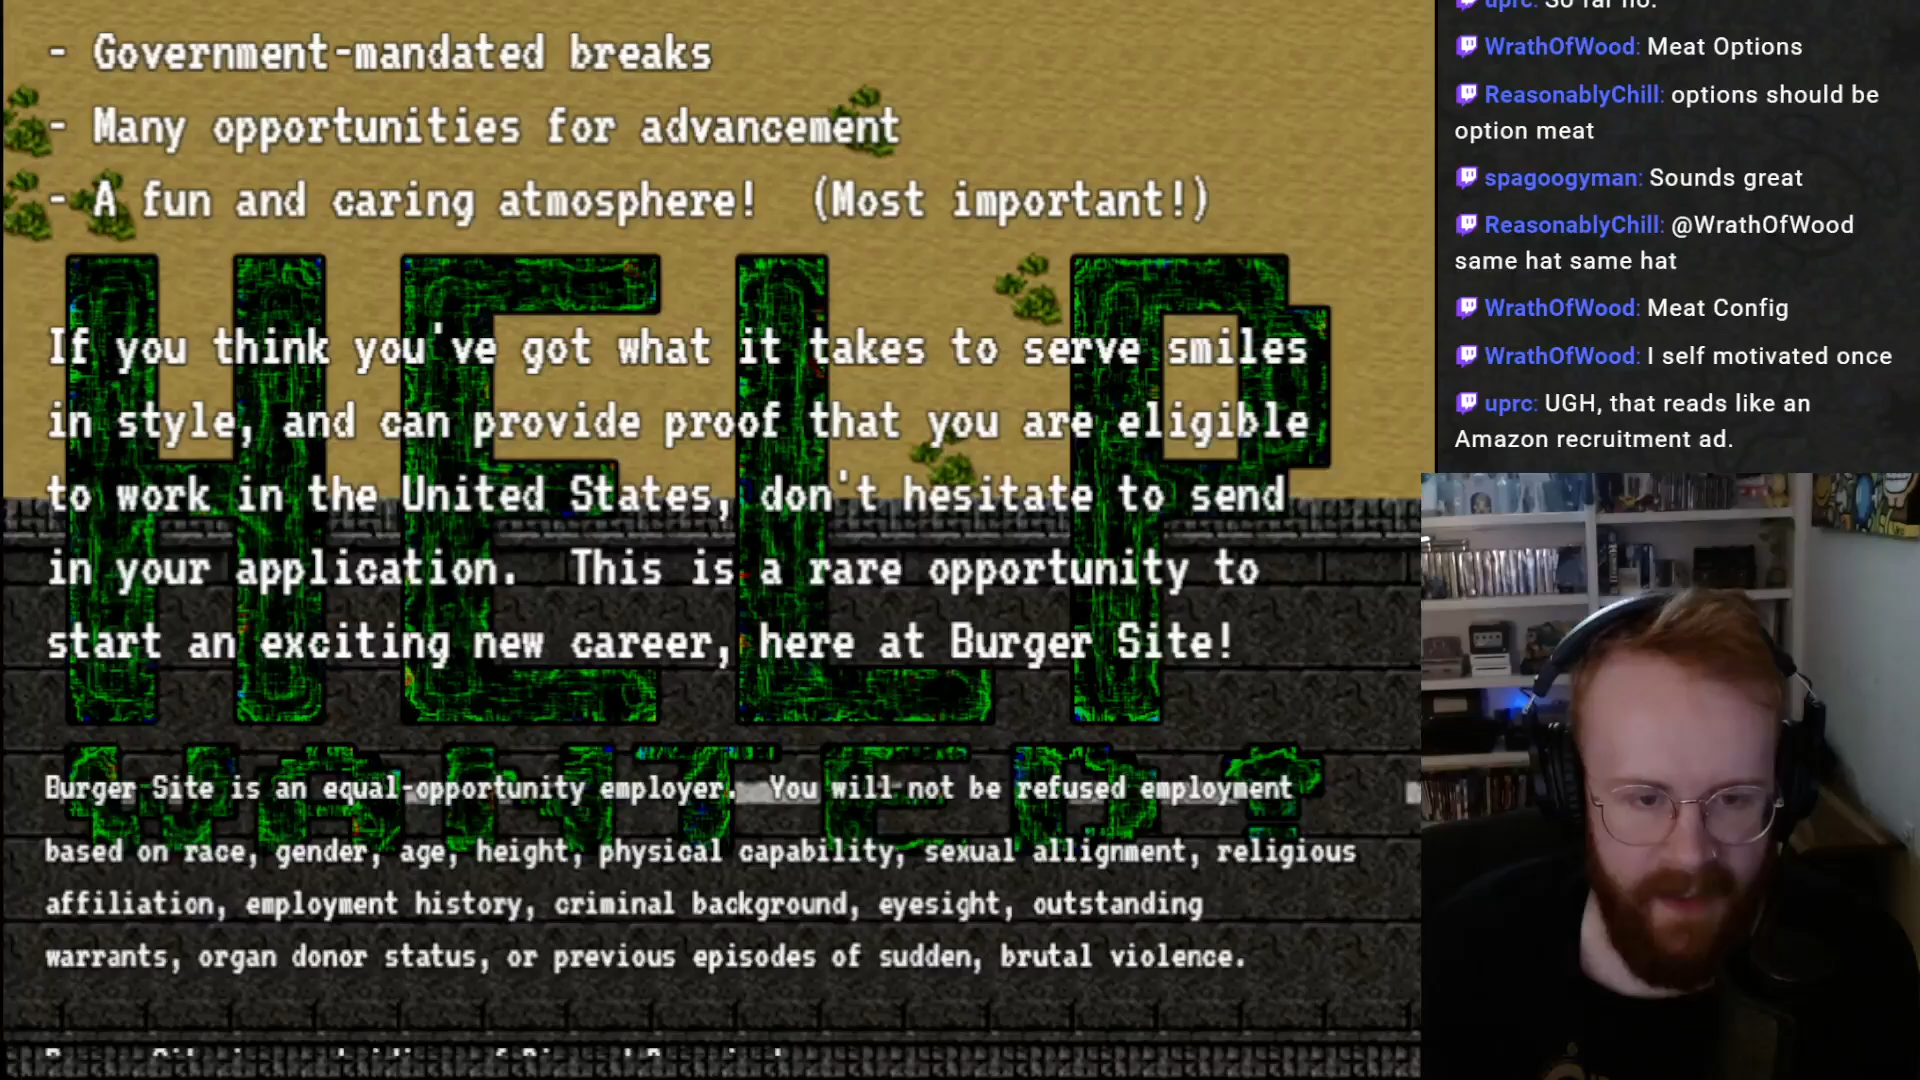 - Government-mandated breaks
- Many opportunities for advancement
- A fun and caring atmosphere! (Most important!)
HELP
If you think you've got what it takes to serve smiles
in style, and can provide proof that you are eligible
to work in the United States, don't hesitate to send
in your application. This is a rare opportunity to
start an exciting new career, here at Burger Site!
WANTED!
Burger Site is an equal-opportunity employer. You will not be refused employment
based on race, gender, age, height, physical capability, sexual allignment, religious
affiliation, employment history, criminal background, eyesight, outstanding
warrants, organ donor status, or previous episodes of sudden, brutal violence.
uprc: So far no.
WrathOfWood: Meat Options
ReasonablyChill: options should be
option meat
spagoogyman: Sounds great
ReasonablyChill: @WrathOfWood
same hat same hat
WrathOfWood: Meat Config
WrathOfWood: I self motivated once
uprc: UGH, that reads like an
Amazon recruitment ad.